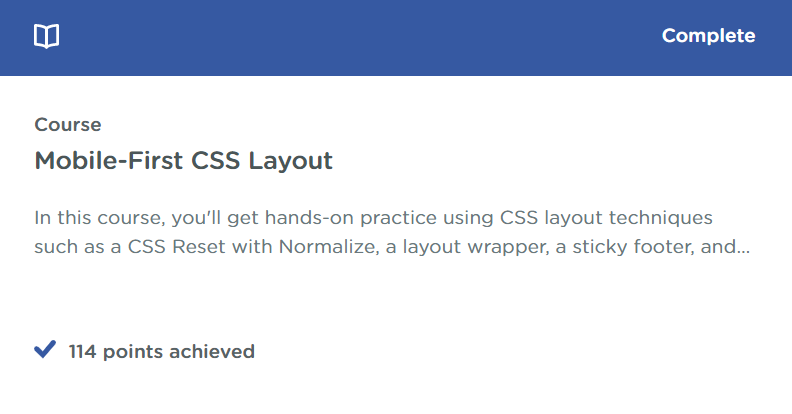 Complete
Course
Mobile-First CSS Layout
In this course, you'll get hands-on practice using CSS layout techniques
such as a CSS Reset with Normalize, a layout wrapper, a sticky footer, and...
114 points achieved